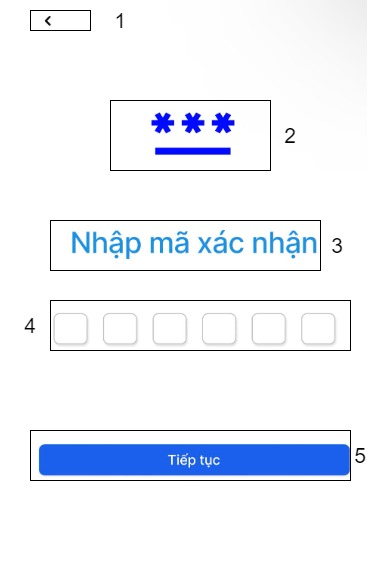 < 1
*** 2
Nhập mã xác nhận 3
4
Tiếp tục 5